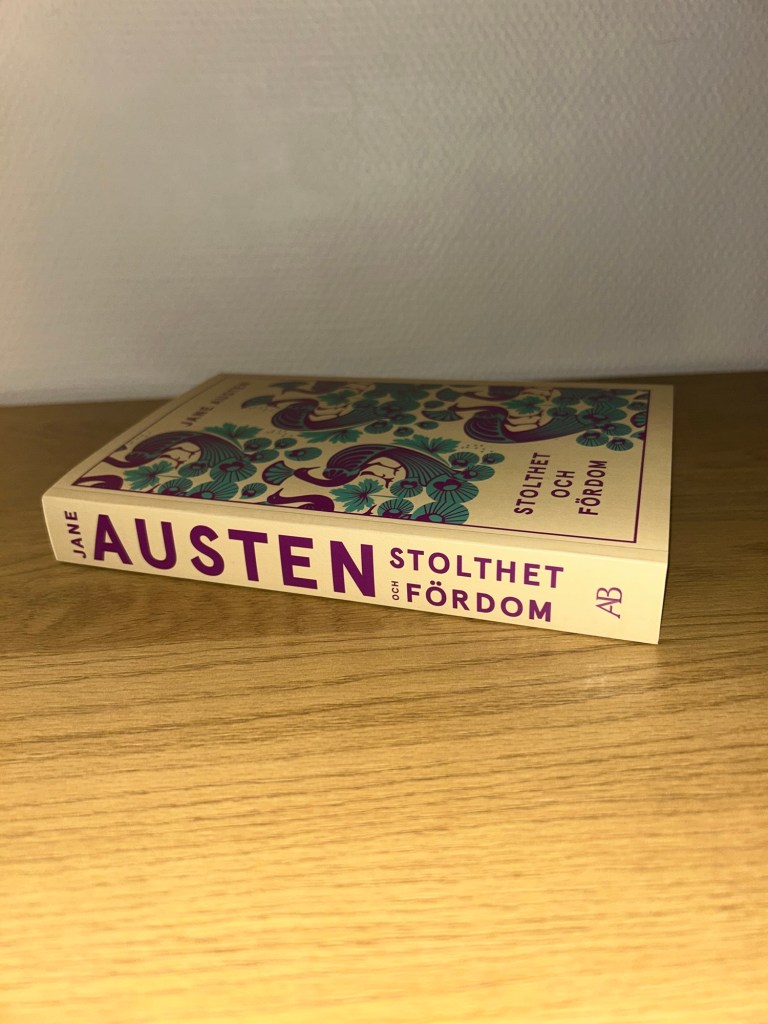 JANE AUSTEN
STOLTHET
OCH
FÖRDOM
JANE
AUSTEN
STOLTHET
OCH FÖRDOM
AB